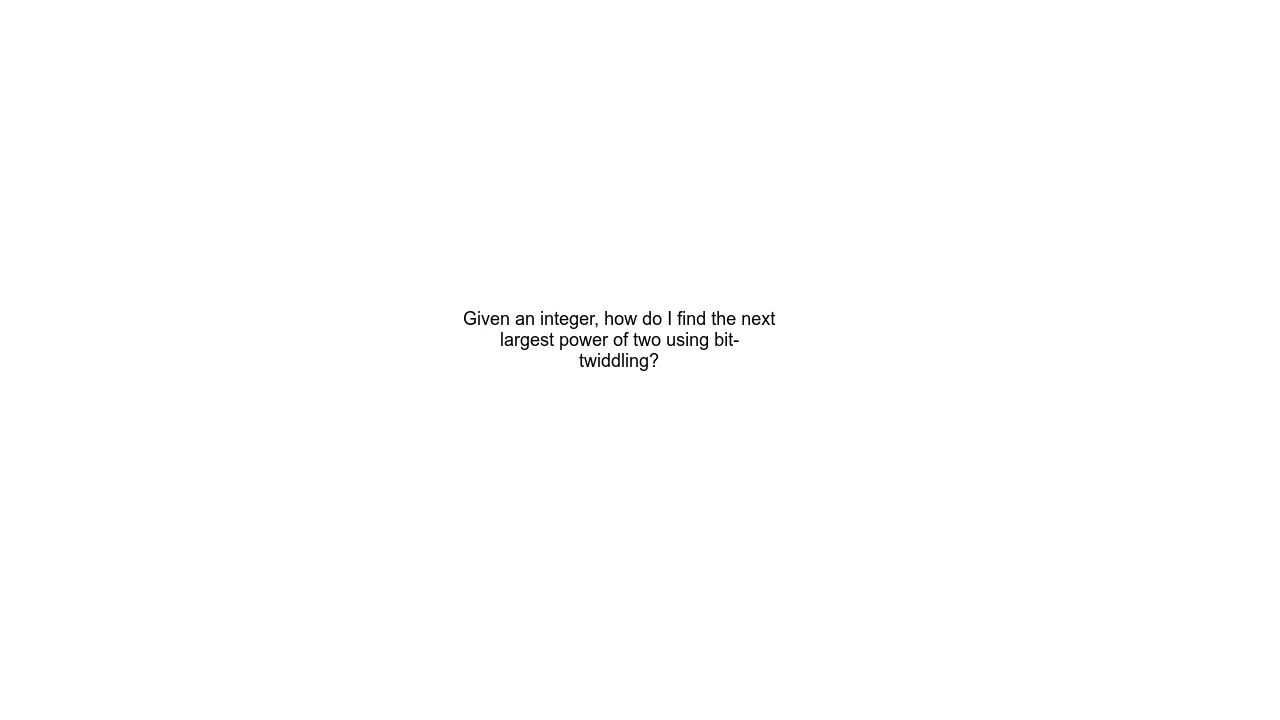 Given an integer, how do I find the next
largest power of two using bit-
twiddling?